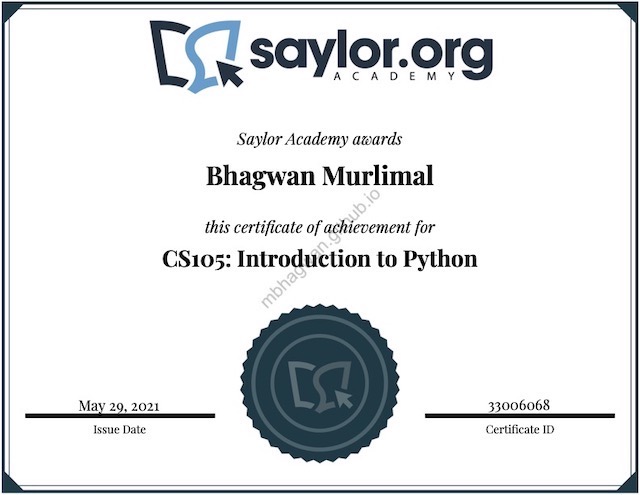 saylor.org
ACADEMY
Saylor Academy awards
Bhagwan Murlimal
this certificate of achievement for
CS105: Introduction to Python
mbhagwan.github.io
May 29, 2021
33006068
Issue Date
Certificate ID